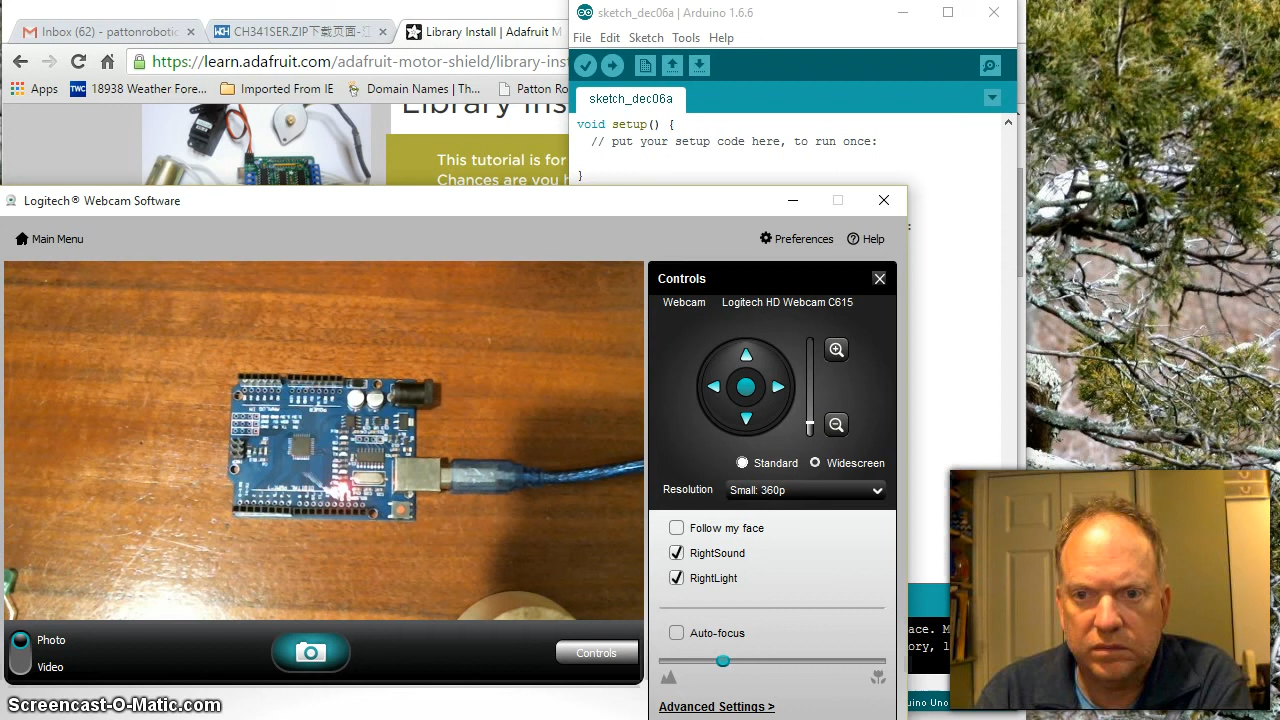 Inbox (62) - pattonrobotic
CH341SER.ZIP下载页面-
Library Install | Adafruit M
https://learn.adafruit.com/adafruit-motor-shield/library-inst
Apps
18938 Weather Fore...
Imported From IE
Domain Names | Th...
Patton Ro
This tutorial is for
Chances are you h
sketch_dec06a | Arduino 1.6.6
File Edit Sketch Tools Help
sketch_dec06a
void setup() {
// put your setup code here, to run once:
}
Logitech® Webcam Software
Main Menu
Preferences
Help
Controls
Webcam Logitech HD Webcam C615
Standard
Widescreen
Resolution
Small: 360p
Follow my face
RightSound
RightLight
Auto-focus
Advanced Settings >
Photo
Video
Controls
ace. M
ory, l
uino Uno
Screencast-O-Matic.com